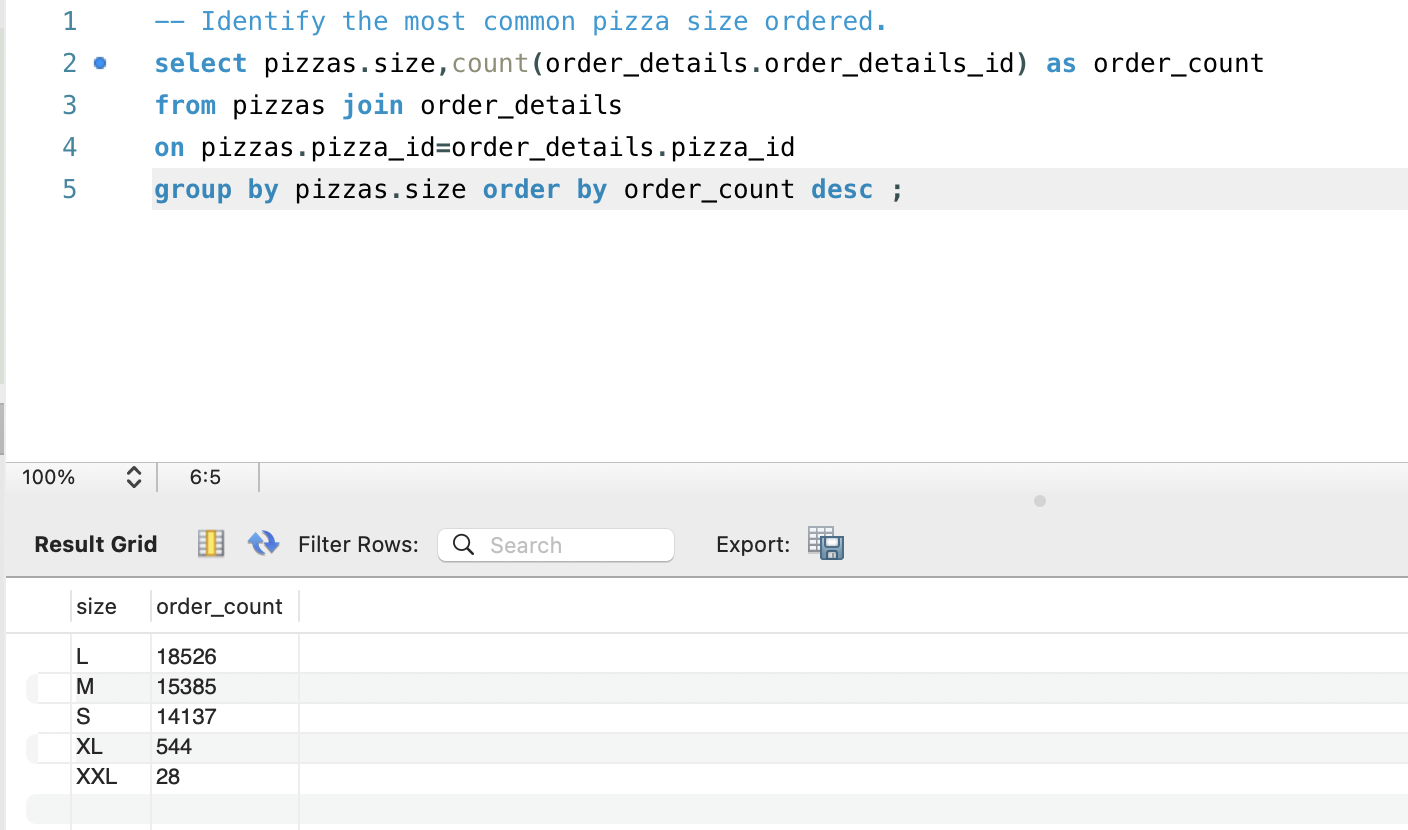 1 -- Identify the most common pizza size ordered.
2 select pizzas.size,count(order_details.order_details_id) as order_count
3 from pizzas join order_details
4 on pizzas.pizza_id=order_details.pizza_id
5 group by pizzas.size order by order_count desc ;
100% 6:5
Result Grid Filter Rows: Search Export:
size order_count
L 18526
M 15385
S 14137
XL 544
XXL 28